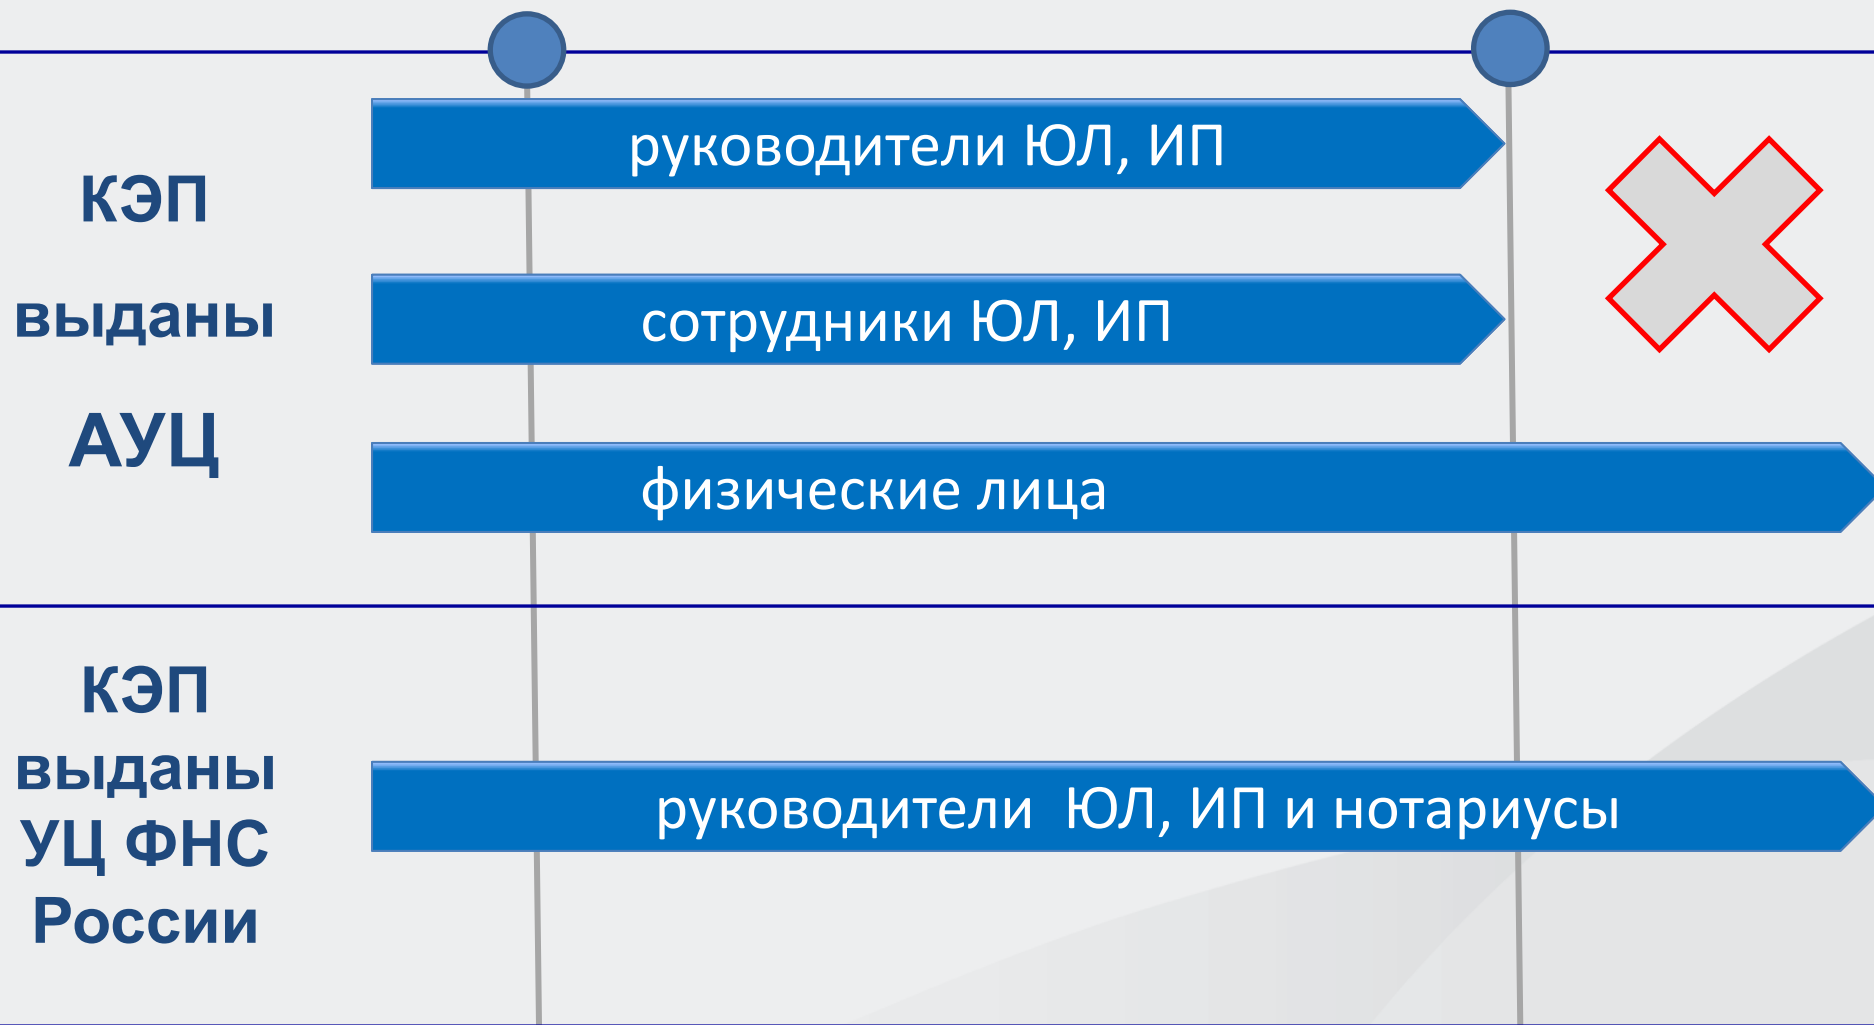 КЭП
выданы
АУЦ
руководители ЮЛ, ИП
сотрудники ЮЛ, ИП
физические лица
КЭП
выданы
УЦ ФНС
России
руководители  ЮЛ, ИП и нотариусы